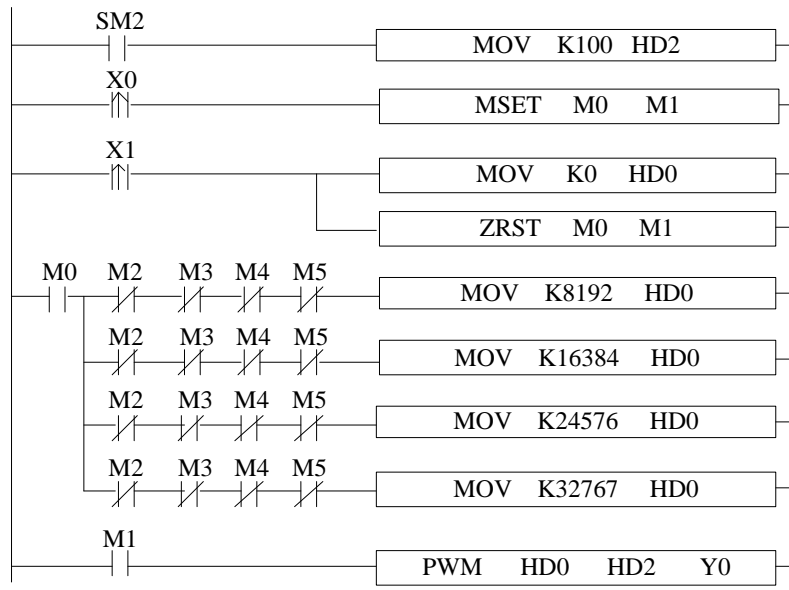 SM2
MOV K100 HD2
X0
MSET M0 M1
X1
MOV K0 HD0
ZRST M0 M1
M0 M2 M3 M4 M5
MOV K8192 HD0
M2 M3 M4 M5
MOV K16384 HD0
M2 M3 M4 M5
MOV K24576 HD0
M2 M3 M4 M5
MOV K32767 HD0
M1
PWM HD0 HD2 Y0